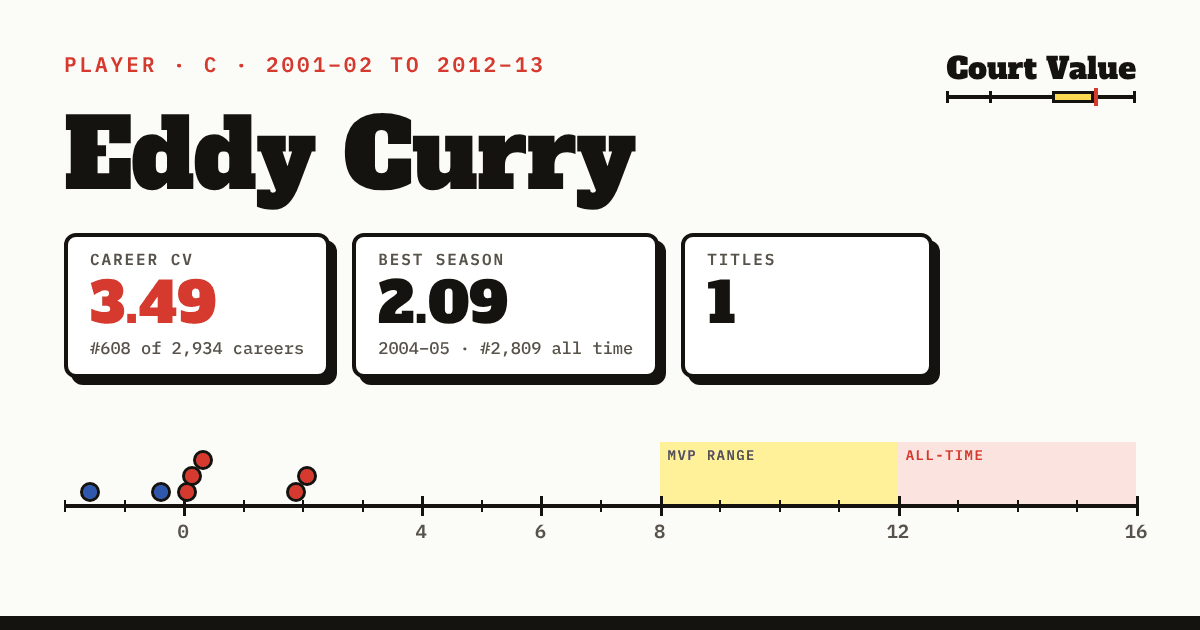 PLAYER · C · 2001–02 TO 2012–13
Court Value
Eddy Curry
CAREER CV
3.49
#608 of 2,934 careers
BEST SEASON
2.09
2004–05 · #2,809 all time
TITLES
1
MVP RANGE
ALL-TIME
0 4 6 8 12 16